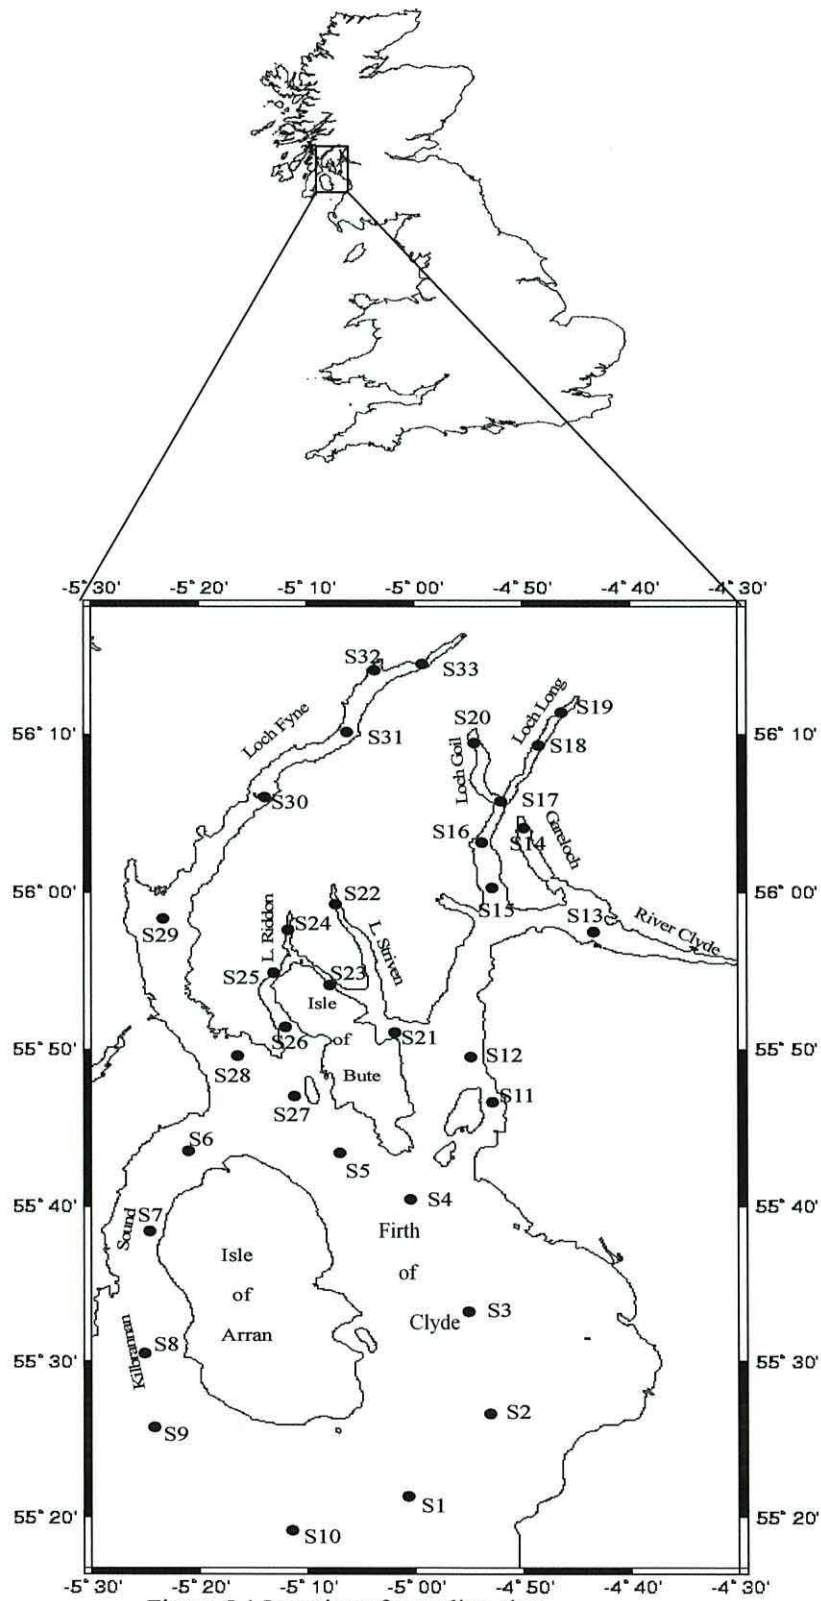 -5° 30' -5° 20' -5° 10' -5° 00' -4° 50' -4° 40' -4° 30'
S32
S33
Loch Fyne
S31
S30
S20
Loch Long
S19
S18
Loch Goil
S17
S16
S14
Gareloch
S15
S13
River Clyde
56° 10' 56° 10'
56° 00' 56° 00'
S22
L. Riddon
S24
L. Striven
S29
S25
S23
Isle
of
Bute
S26
S21
S28
S27
S12
S11
55° 50' 55° 50'
S6
S5
S4
55° 40' 55° 40'
S7
Sound
Firth
of
Clyde
Isle
of
Arran
S3
Kilbrannan
S8
55° 30' 55° 30'
S2
S9
S1
S10
55° 20' 55° 20'
-5° 30' -5° 20' -5° 10' -5° 00' -4° 50' -4° 40' -4° 30'